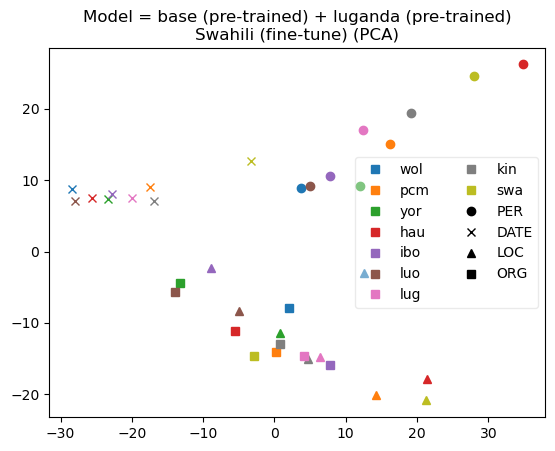 Model = base (pre-trained) + luganda (pre-trained)
Swahili (fine-tune) (PCA)
20
10
0
−10
−20
−30
−20
−10
0
10
20
30
wol
pcm
yor
hau
ibo
luo
lug
kin
swa
PER
DATE
LOC
ORG